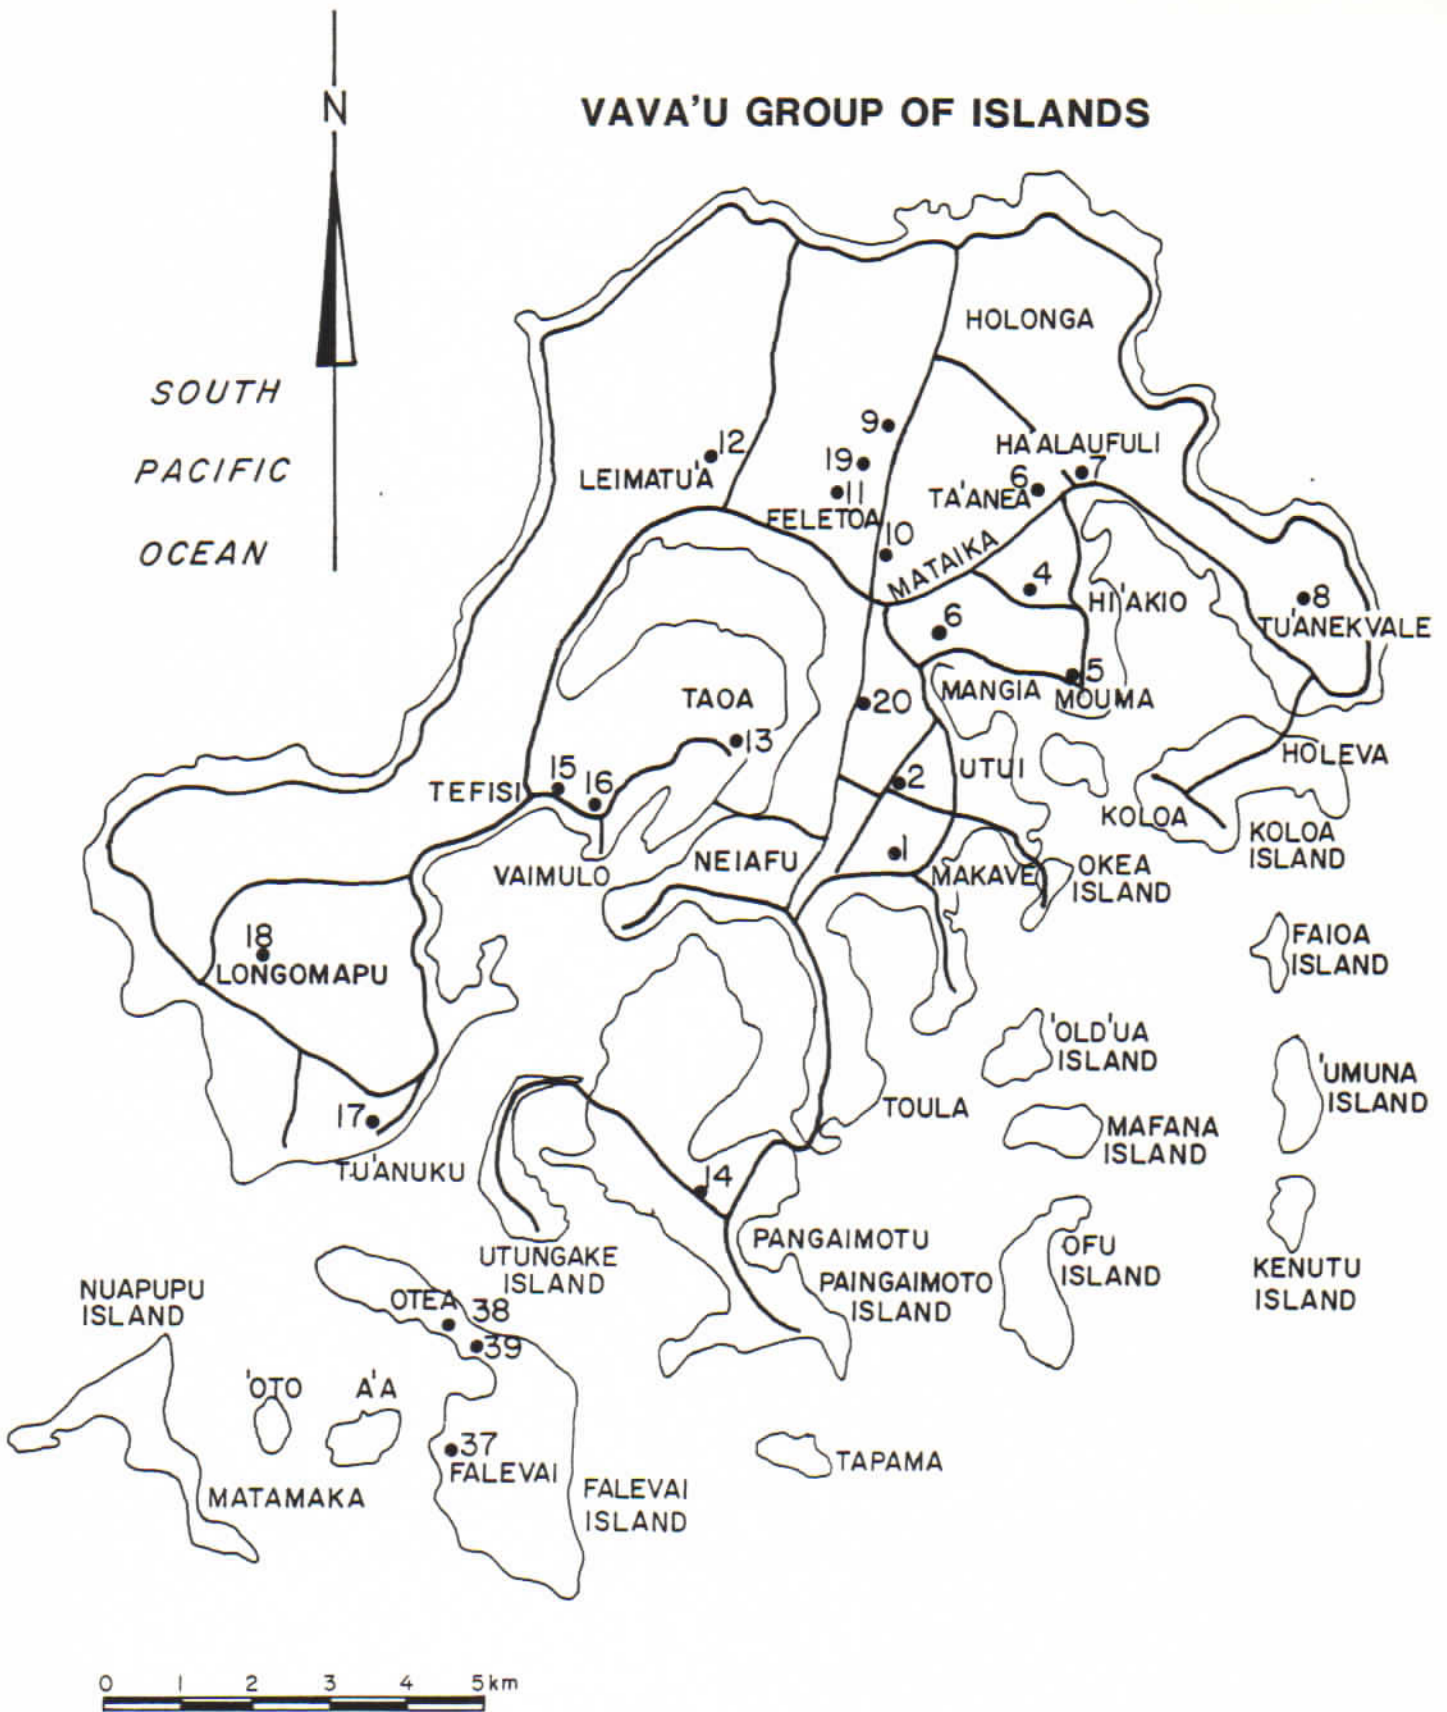 N
VAVA'U GROUP OF ISLANDS
SOUTH
PACIFIC
OCEAN
HOLONGA
9
HA'ALAUFULI
12
LEIMATU'A
19
7
6
TA'ANEA
11
FELETOA
10
MATAIKA
4
HI'AKIO
8
TU'ANEKVALE
6
5
MANGIA
MOUMA
TAOA
20
13
HOLEVA
UTUI
15
16
TEFISI
2
KOLOA
KOLOA
ISLAND
1
NEIAFU
VAIMULO
MAKAVE
OKEA
ISLAND
18
LONGOMAPU
FAIOA
ISLAND
'OLD'UA
ISLAND
'UMUNA
ISLAND
17
TOULA
MAFANA
ISLAND
TU'ANUKU
14
PANGAIMOTU
UTUNGAKE
ISLAND
OFU
ISLAND
KENUTU
ISLAND
PAINGAIMOTO
ISLAND
NUAPUPU
ISLAND
OTEA
38
39
'OTO
A'A
37
FALEVAI
TAPAMA
MATAMAKA
FALEVAI
ISLAND
0 1 2 3 4 5 km